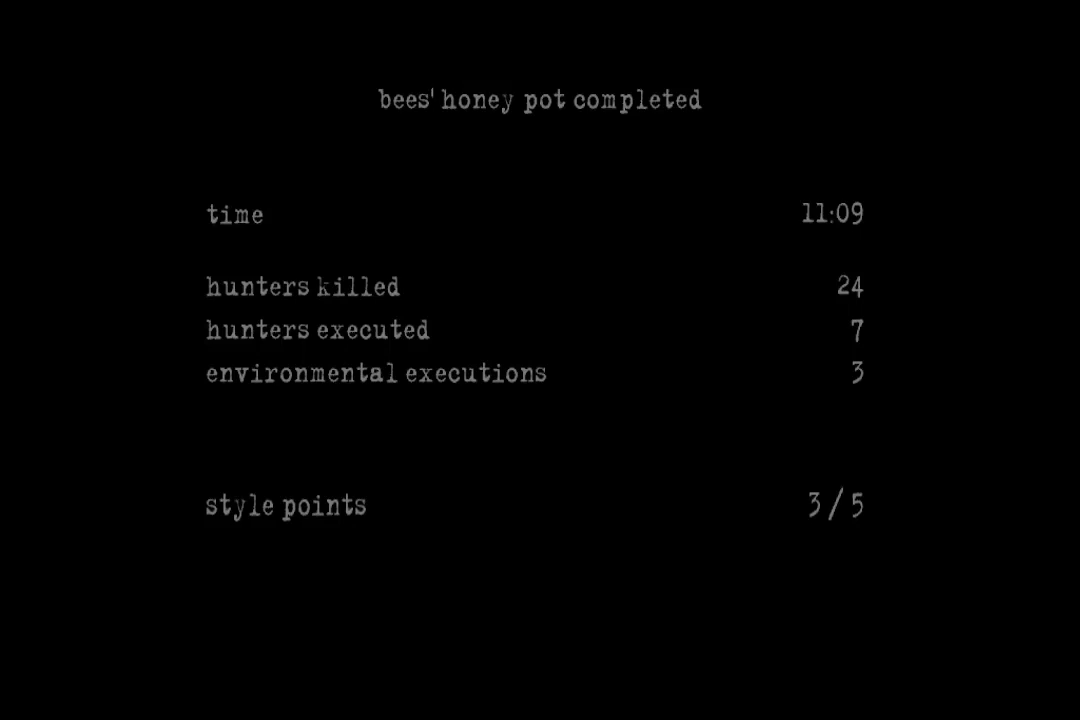 bees' honey pot completed
time 11:09
hunters killed 24
hunters executed 7
environmental executions 3
style points 3 / 5